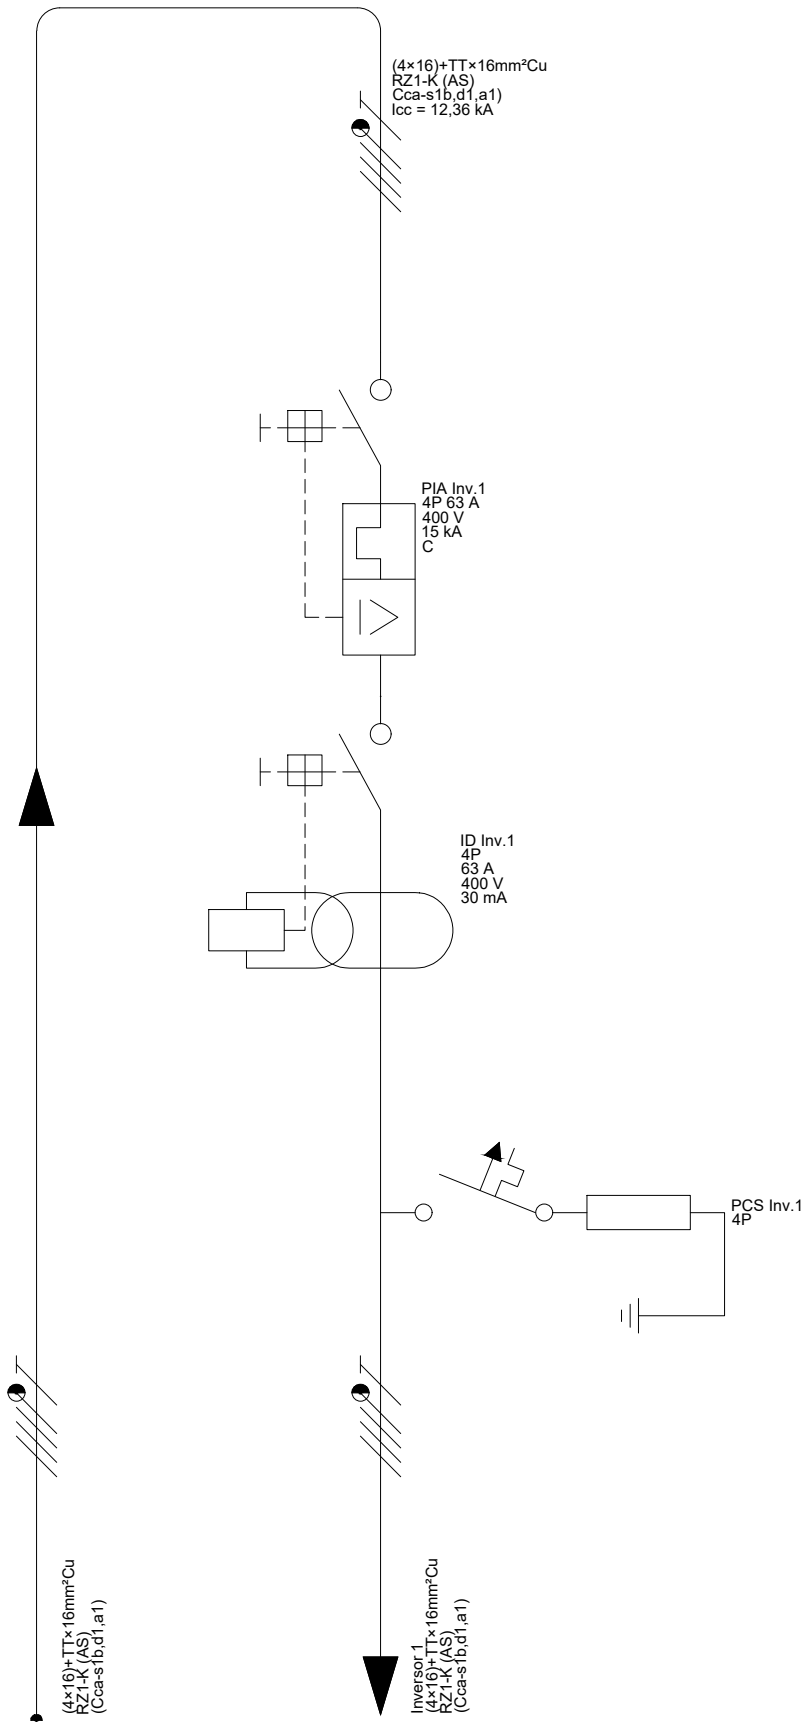 (4×16)+TT×16mm²Cu
RZ1-K (AS)
Cca-s1b,d1,a1)
Icc = 12,36 kA
PIA Inv.1
4P 63 A
400 V
15 kA
C
ID Inv.1
4P
63 A
400 V
30 mA
PCS Inv.1
4P
(4×16)+TT×16mm²Cu
RZ1-K (AS)
(Cca-s1b,d1,a1)
Inversor 1
(4×16)+TT×16mm²Cu
RZ1-K (AS)
(Cca-s1b,d1,a1)